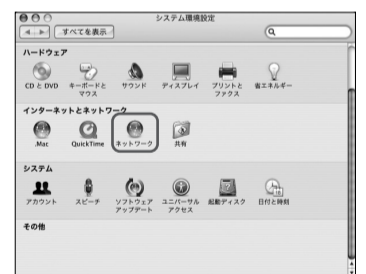 システム環境設定
すべてを表示
ハードウェア
CD と DVD
キーボードと
マウス
サウンド
ディスプレイ
プリントと
ファクス
省エネルギー
インターネットとネットワーク
.Mac
QuickTime
ネットワーク
共有
システム
アカウント
スピーチ
ソフトウェア
アップデート
ユニバーサル
アクセス
起動ディスク
日付と時刻
その他